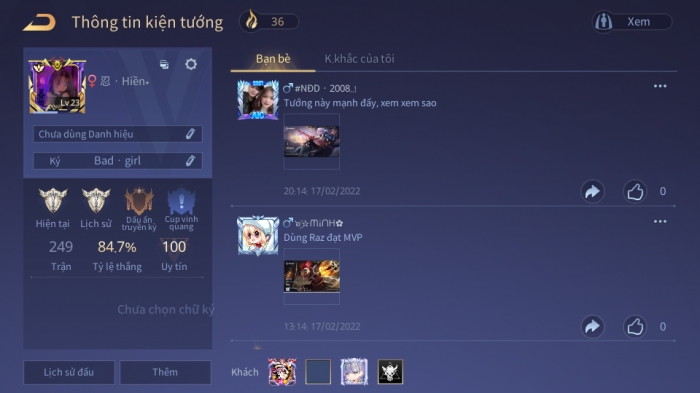 Thông tin kiện tướng
36
Xem
忍 · Hiền
Lv 23
Chưa dùng Danh hiệu
Ký Bad · girl
Hiện tại
Lịch sử
Dấu ấn truyền kỳ
Cup vinh quang
249
84.7%
100
Trận
Tỷ lệ thắng
Uy tín
Chưa chọn chữ ký
Lịch sử đấu
Thêm
Bạn bè
K.khắc của tôi
#NĐD · 2008
Tướng này mạnh đấy, xem xem sao
20:14: 17/02/2022
0
Dùng Raz đạt MVP
13:14: 17/02/2022
0
Khách